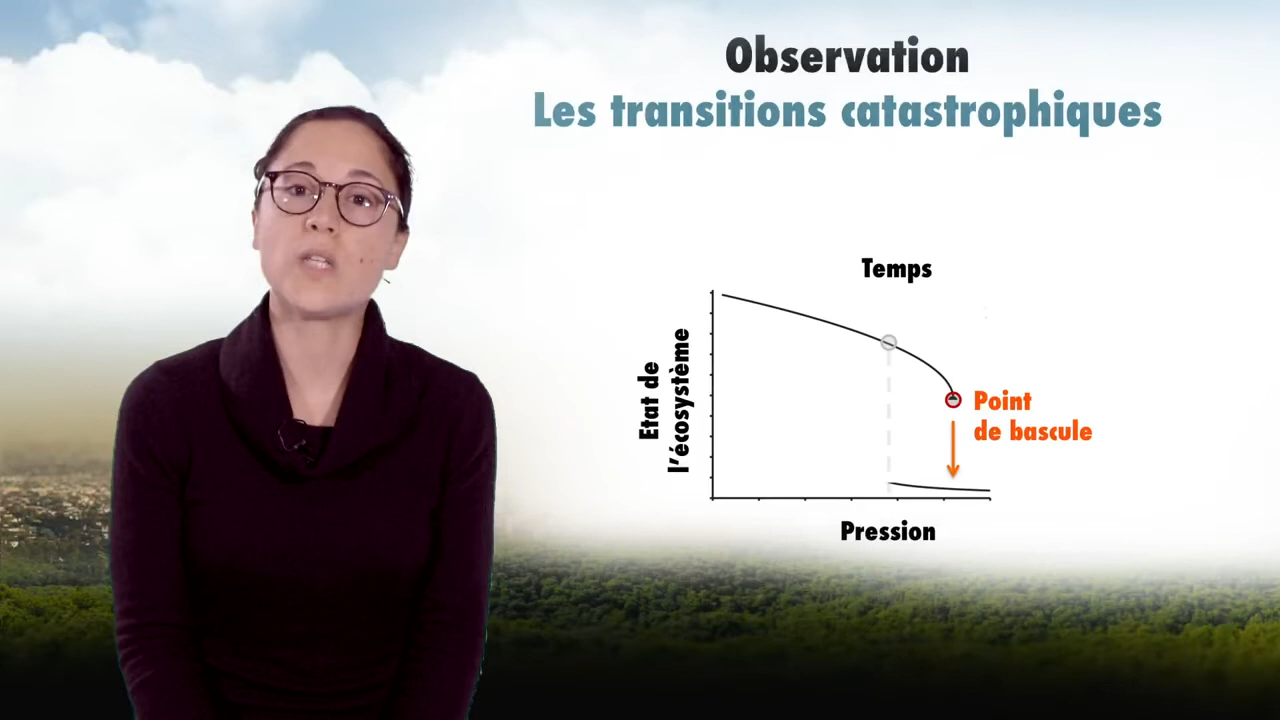 Observation
Les transitions catastrophiques
Temps
Etat de
l'écosystème
Point
de bascule
Pression